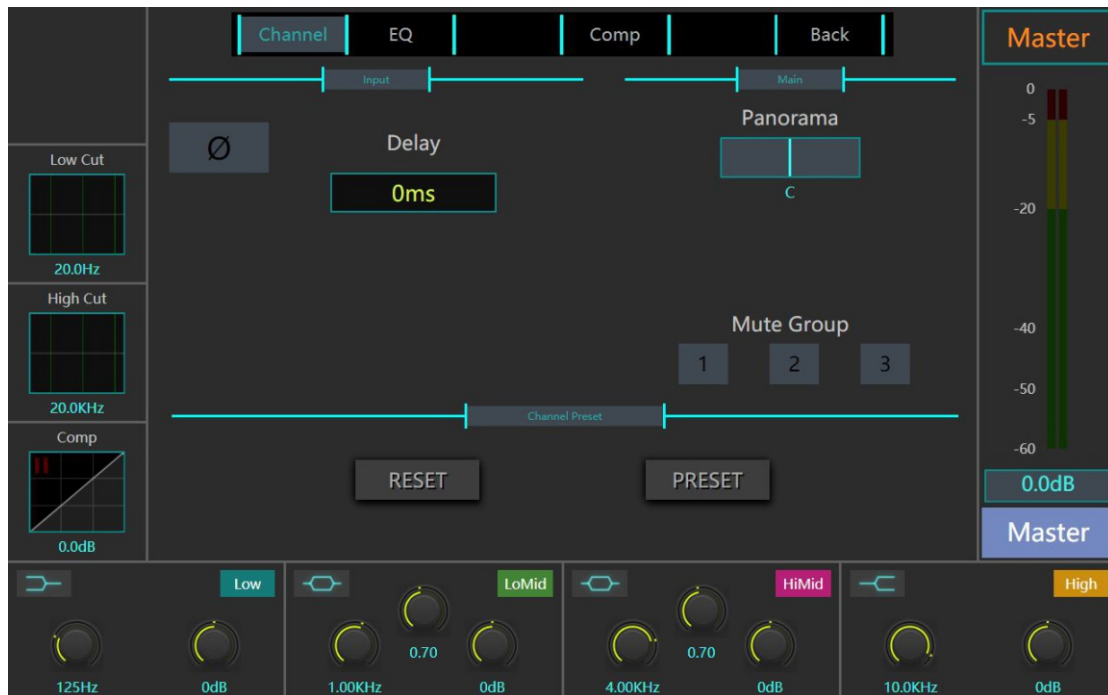 Channel EQ Comp Back
Master
Input Main
Ø
Delay
0ms
Panorama
C
0
-5
-20
-40
-50
-60
Low Cut
20.0Hz
High Cut
20.0KHz
Comp
0.0dB
Mute Group
1 2 3
Channel Preset
RESET PRESET
0.0dB
Master
Low
125Hz 0dB
LoMid
0.70
1.00KHz 0dB
HiMid
0.70
4.00KHz 0dB
High
10.0KHz 0dB